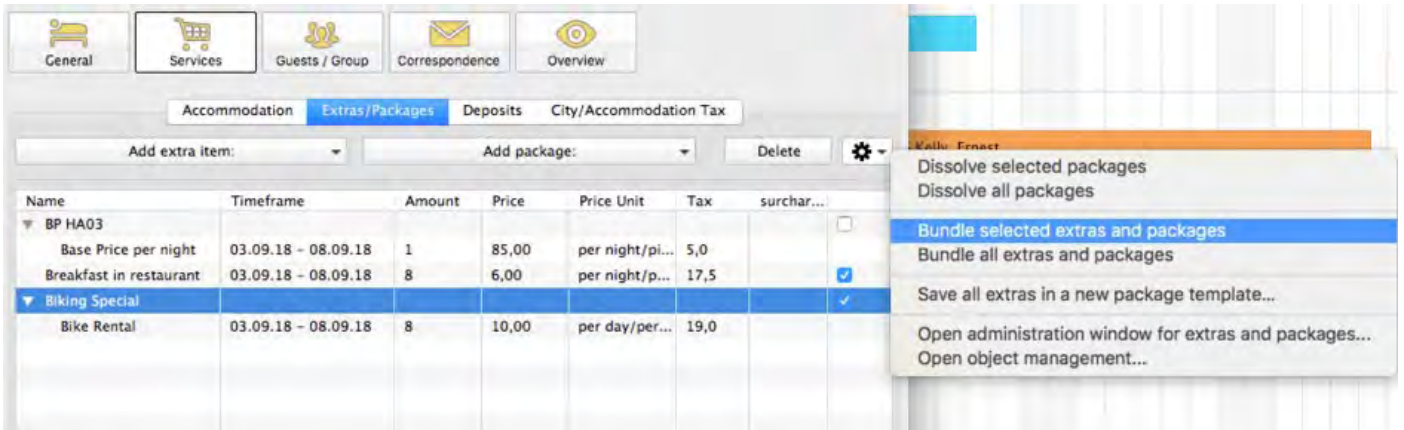 General Services Guests / Group Correspondence Overview
Accommodation Extras/Packages Deposits City/Accommodation Tax
Add extra item: Add package: Delete
Kelly, Ernest
Name Timeframe Amount Price Price Unit Tax surchar...
BP HA03
Base Price per night 03.09.18 – 08.09.18 1 85,00 per night/pi... 5,0
Breakfast in restaurant 03.09.18 – 08.09.18 8 6,00 per night/p... 17,5
Biking Special
Bike Rental 03.09.18 – 08.09.18 8 10,00 per day/per... 19,0
Dissolve selected packages
Dissolve all packages
Bundle selected extras and packages
Bundle all extras and packages
Save all extras in a new package template...
Open administration window for extras and packages...
Open object management...